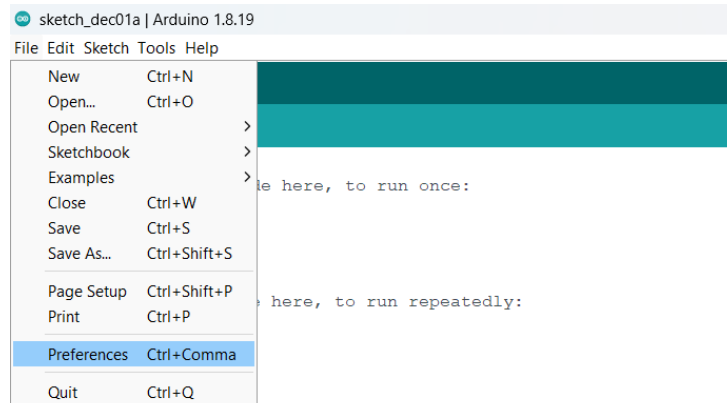 sketch_dec01a | Arduino 1.8.19
File Edit Sketch Tools Help
New Ctrl+N
Open... Ctrl+O
Open Recent
Sketchbook
Examples
de here, to run once:
Close Ctrl+W
Save Ctrl+S
Save As... Ctrl+Shift+S
Page Setup Ctrl+Shift+P
e here, to run repeatedly:
Print Ctrl+P
Preferences Ctrl+Comma
Quit Ctrl+Q